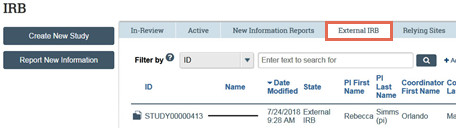 IRB
Create New Study
Report New Information
In-Review Active New Information Reports External IRB Relying Sites
Filter by ? ID Enter text to search for
ID Name Date Modified State PI First Name PI Last Name Coordinator First Name
STUDY00000413 7/24/2018 9:28 AM External IRB Rebecca Simms (pi) Orlando